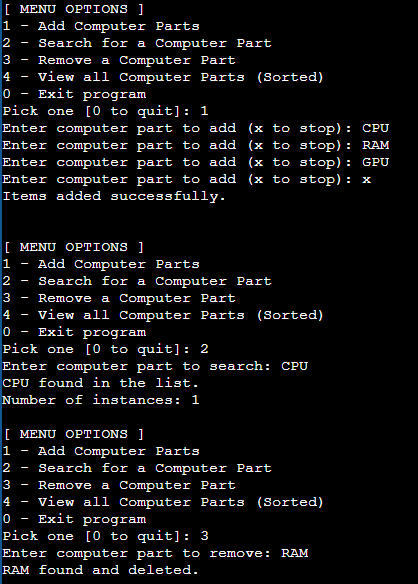 [ MENU OPTIONS ]
1 - Add Computer Parts
2 - Search for a Computer Part
3 - Remove a Computer Part
4 - View all Computer Parts (Sorted)
0 - Exit program
Pick one [0 to quit]: 1
Enter computer part to add (x to stop): CPU
Enter computer part to add (x to stop): RAM
Enter computer part to add (x to stop): GPU
Enter computer part to add (x to stop): x
Items added successfully.
[ MENU OPTIONS ]
1 - Add Computer Parts
2 - Search for a Computer Part
3 - Remove a Computer Part
4 - View all Computer Parts (Sorted)
0 - Exit program
Pick one [0 to quit]: 2
Enter computer part to search: CPU
CPU found in the list.
Number of instances: 1
[ MENU OPTIONS ]
1 - Add Computer Parts
2 - Search for a Computer Part
3 - Remove a Computer Part
4 - View all Computer Parts (Sorted)
0 - Exit program
Pick one [0 to quit]: 3
Enter computer part to remove: RAM
RAM found and deleted.